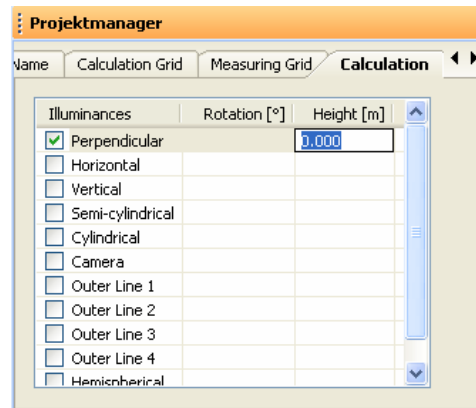 Projektmanager
Name Calculation Grid Measuring Grid Calculation
Illuminances Rotation [°] Height [m]
Perpendicular 0.000
Horizontal
Vertical
Semi-cylindrical
Cylindrical
Camera
Outer Line 1
Outer Line 2
Outer Line 3
Outer Line 4
Hemispherical